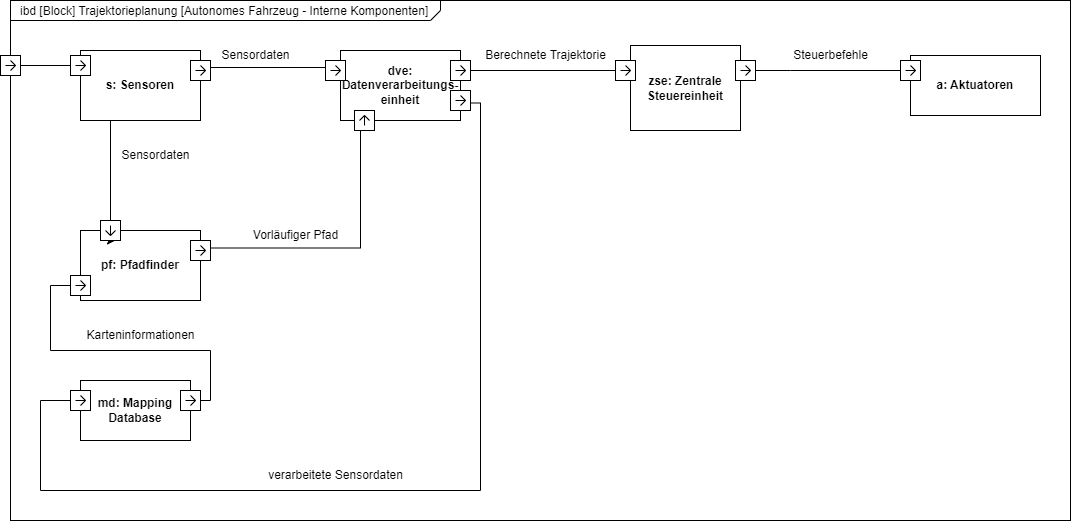 ibd [Block] Trajektorieplanung [Autonomes Fahrzeug - Interne Komponenten]
s: Sensoren
Sensordaten
dve:
Datenverarbeitungs-
einheit
Berechnete Trajektorie
zse: Zentrale
Steuereinheit
Steuerbefehle
a: Aktuatoren
Sensordaten
pf: Pfadfinder
Vorläufiger Pfad
Karteninformationen
md: Mapping
Database
verarbeitete Sensordaten